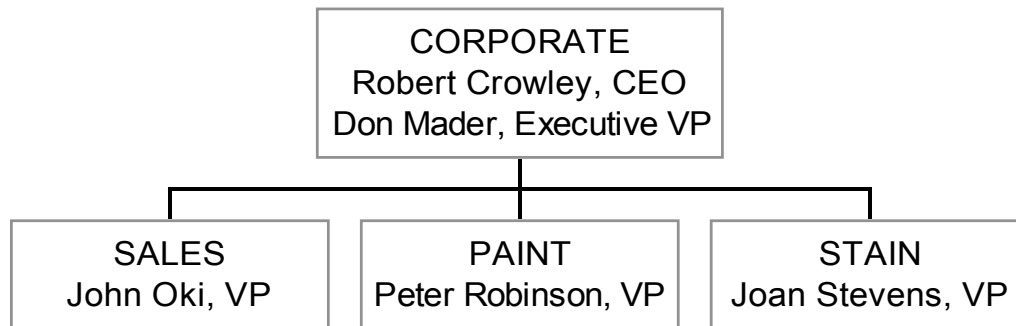 CORPORATE
Robert Crowley, CEO
Don Mader, Executive VP
SALES
John Oki, VP
PAINT
Peter Robinson, VP
STAIN
Joan Stevens, VP